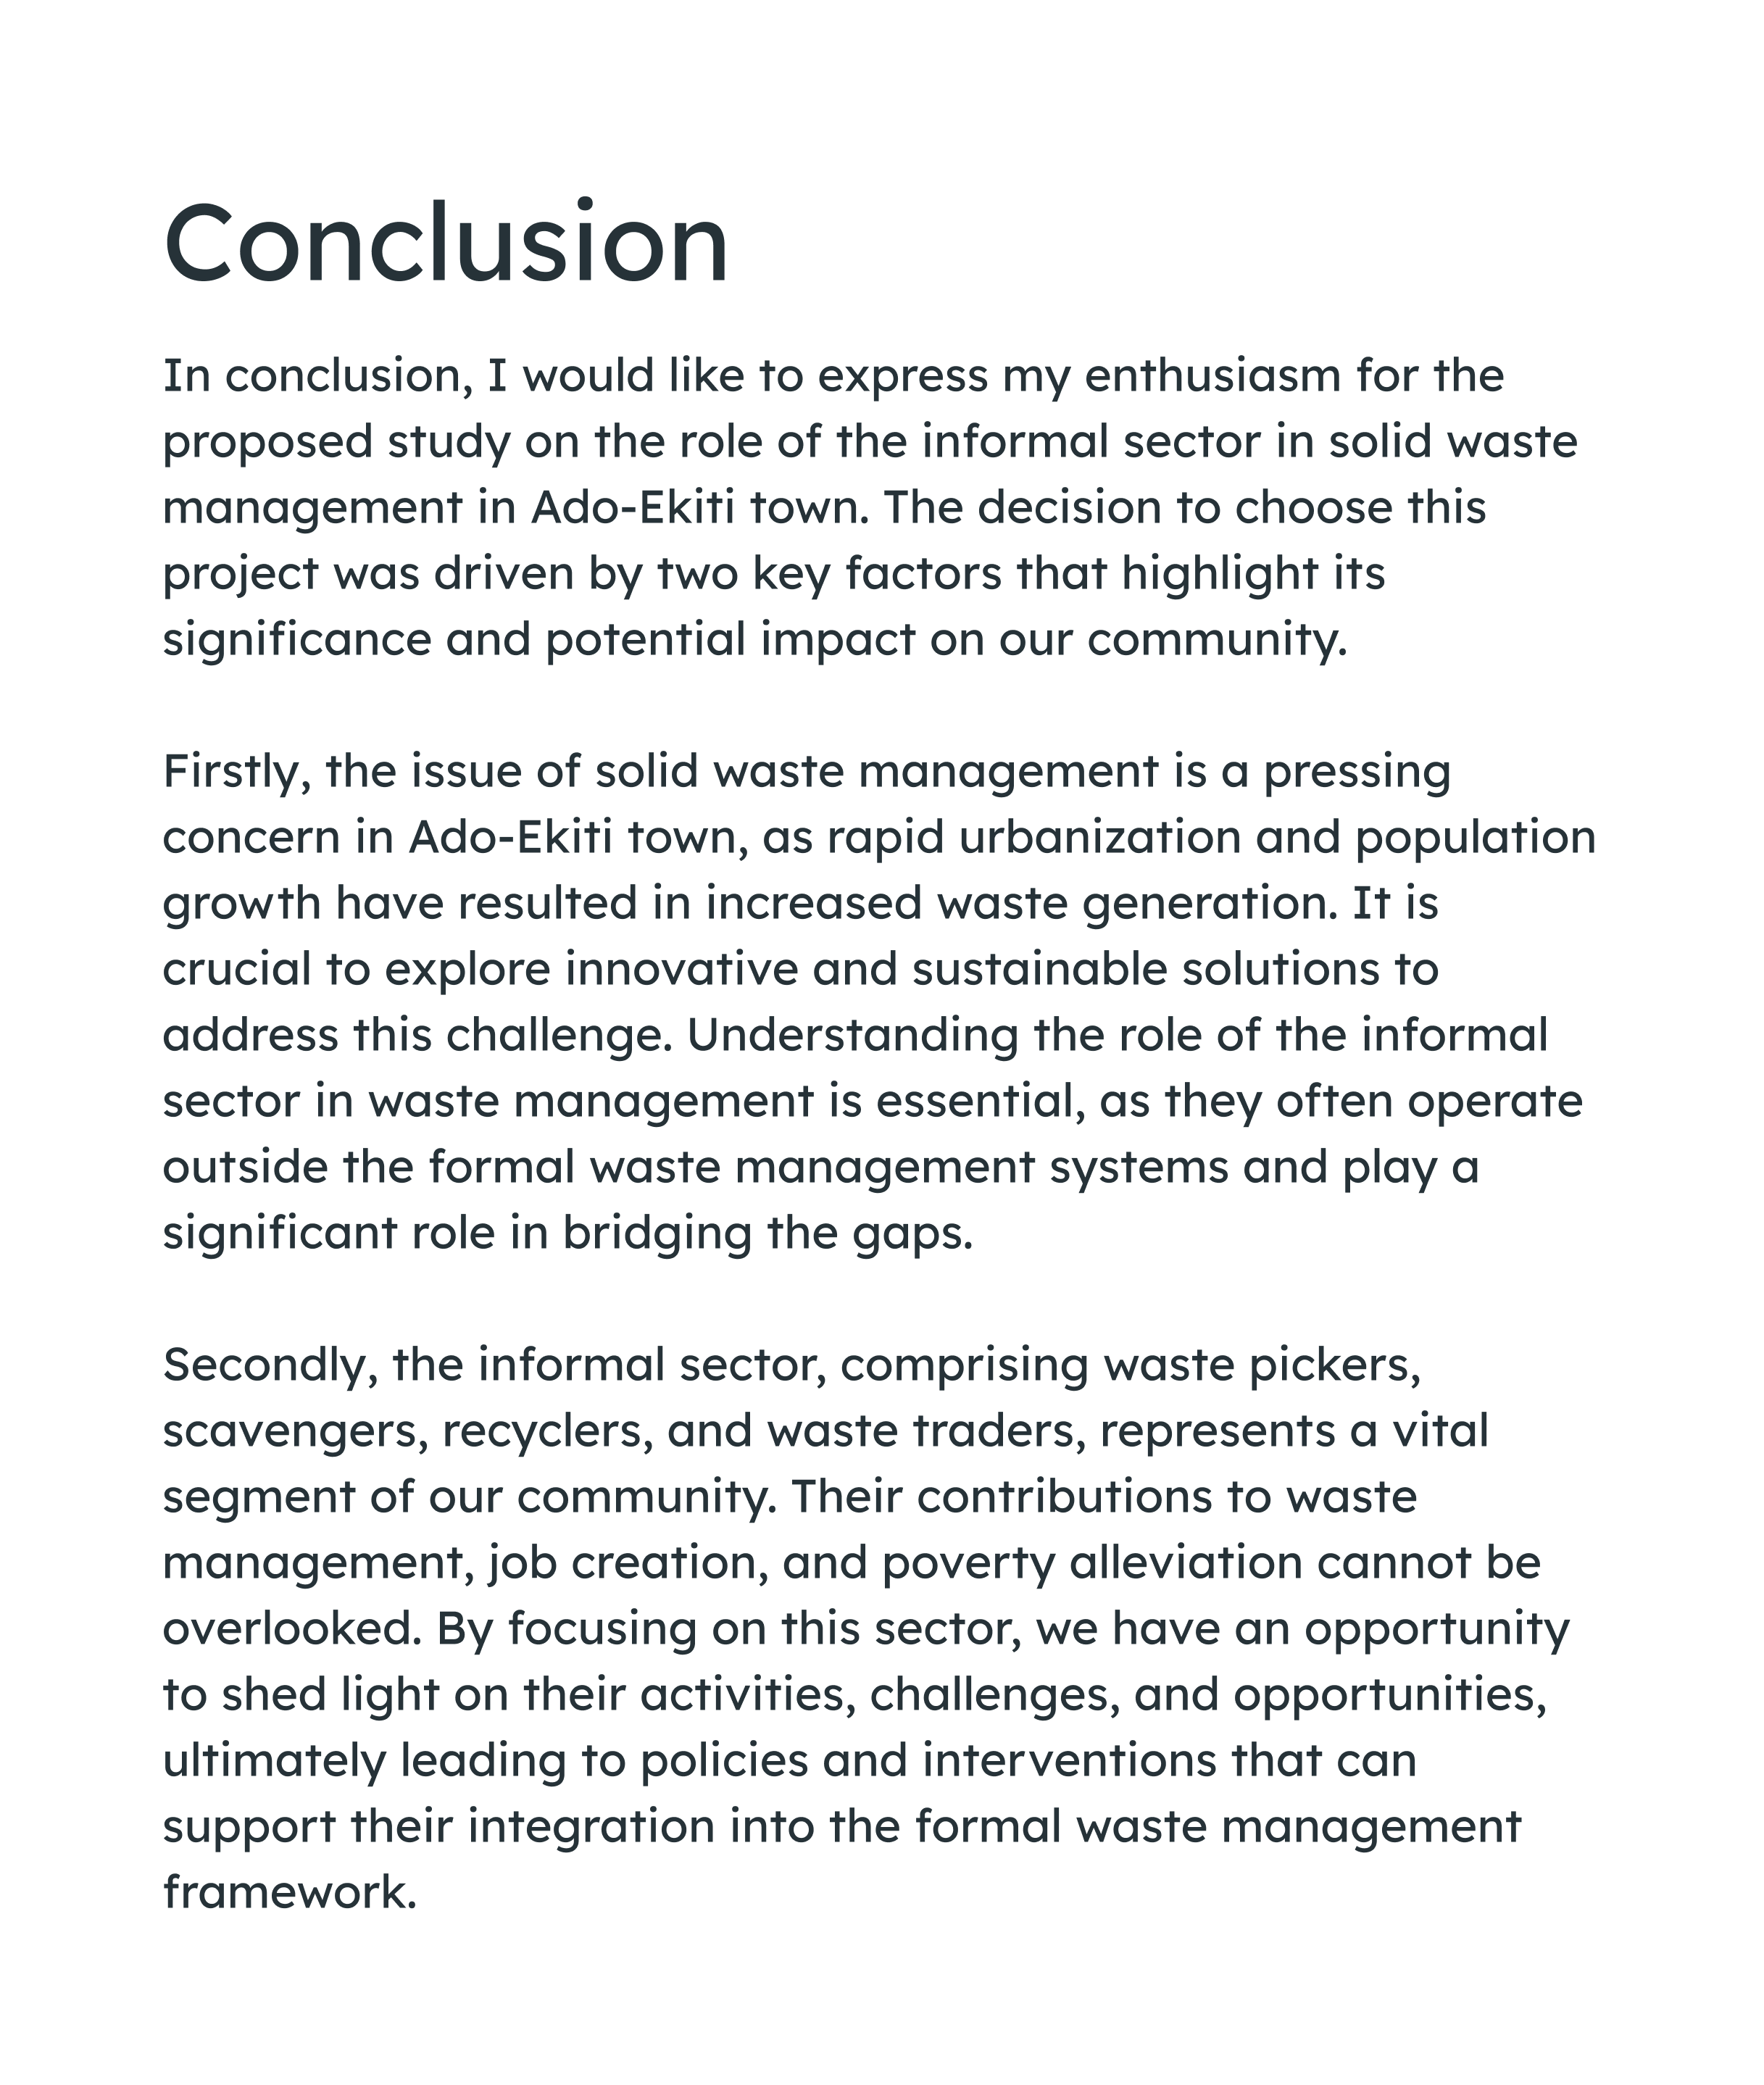 Conclusion
In conclusion, I would like to express my enthusiasm for the
proposed study on the role of the informal sector in solid waste
management in Ado-Ekiti town. The decision to choose this
project was driven by two key factors that highlight its
significance and potential impact on our community.
Firstly, the issue of solid waste management is a pressing
concern in Ado-Ekiti town, as rapid urbanization and population
growth have resulted in increased waste generation. It is
crucial to explore innovative and sustainable solutions to
address this challenge. Understanding the role of the informal
sector in waste management is essential, as they often operate
outside the formal waste management systems and play a
significant role in bridging the gaps.
Secondly, the informal sector, comprising waste pickers,
scavengers, recyclers, and waste traders, represents a vital
segment of our community. Their contributions to waste
management, job creation, and poverty alleviation cannot be
overlooked. By focusing on this sector, we have an opportunity
to shed light on their activities, challenges, and opportunities,
ultimately leading to policies and interventions that can
support their integration into the formal waste management
framework.